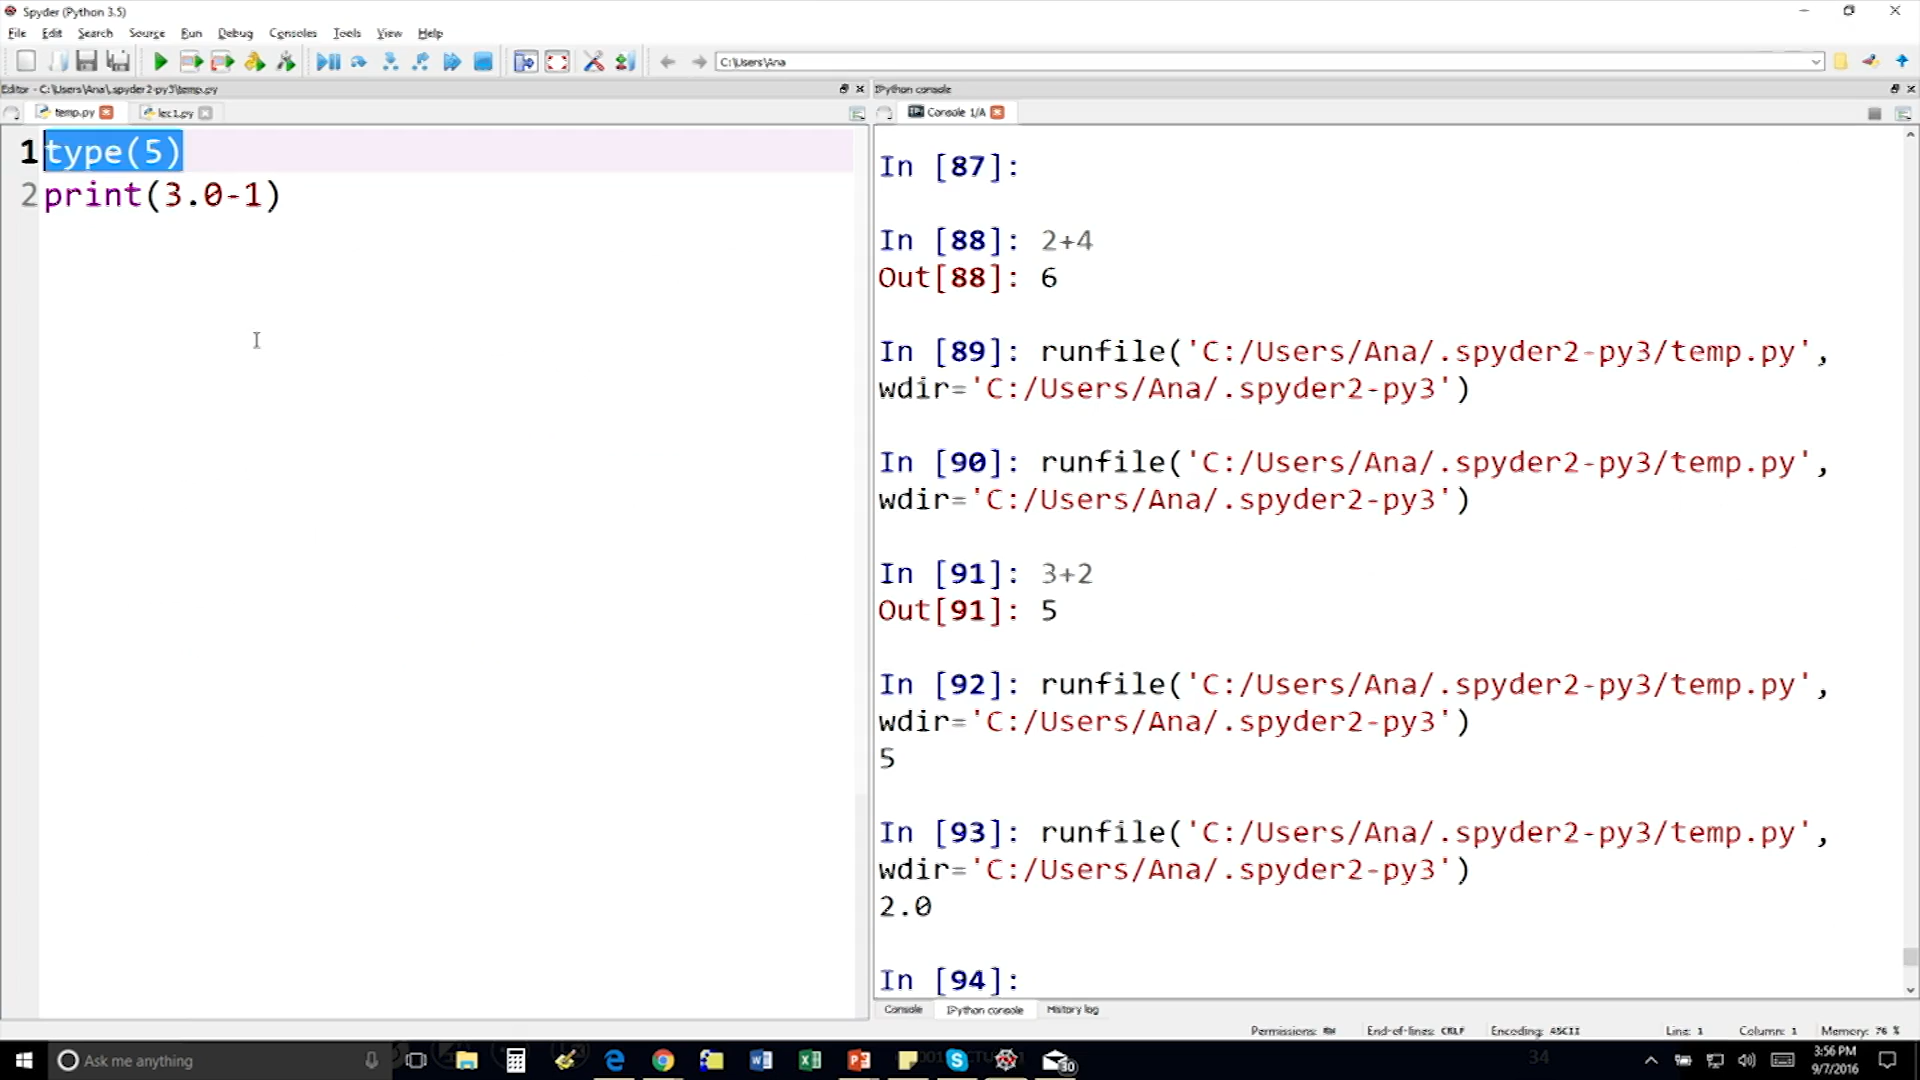 Spyder (Python 3.5)
File Edit Search Source Run Debug Consoles Tools View Help
C:\Users\Ana
Editor - C:\Users\Ana\.spyder2-py3\temp.py
IPython console
temp.py lec1.py
Console 1/A
1 type(5)
2 print(3.0-1)
In [87]:
In [88]: 2+4
Out[88]: 6
In [89]: runfile('C:/Users/Ana/.spyder2-py3/temp.py',
wdir='C:/Users/Ana/.spyder2-py3')
In [90]: runfile('C:/Users/Ana/.spyder2-py3/temp.py',
wdir='C:/Users/Ana/.spyder2-py3')
In [91]: 3+2
Out[91]: 5
In [92]: runfile('C:/Users/Ana/.spyder2-py3/temp.py',
wdir='C:/Users/Ana/.spyder2-py3')
5
In [93]: runfile('C:/Users/Ana/.spyder2-py3/temp.py',
wdir='C:/Users/Ana/.spyder2-py3')
2.0
In [94]:
Console IPython console History log
Permissions: RW End-of-lines: CRLF Encoding: ASCII Line: 1 Column: 1 Memory: 76 %
Ask me anything
30
34
3:56 PM
9/7/2016